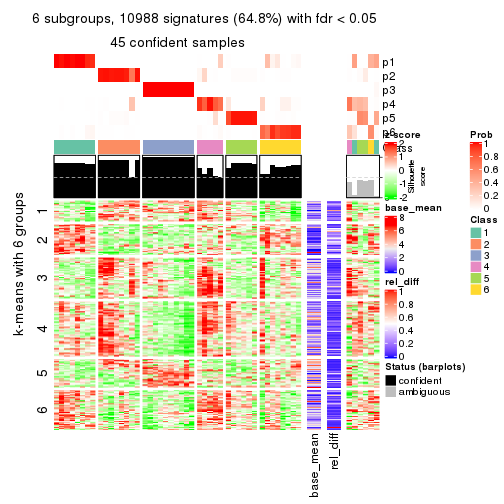 6 subgroups, 10988 signatures (64.8%) with fdr < 0.05
45 confident samples
p1
p2
p3
p4
p5
p6
Class
1
0.5
0
Silhouette
score
k-means with 6 groups
1
2
3
4
5
6
base_mean
rel_diff
z-score
2
1
0
-1
-2
base_mean
8
6
4
2
0
rel_diff
1
0.8
0.6
0.4
0.2
0
Status (barplots)
confident
ambiguous
Prob
1
0.8
0.6
0.4
0.2
0
Class
1
2
3
4
5
6